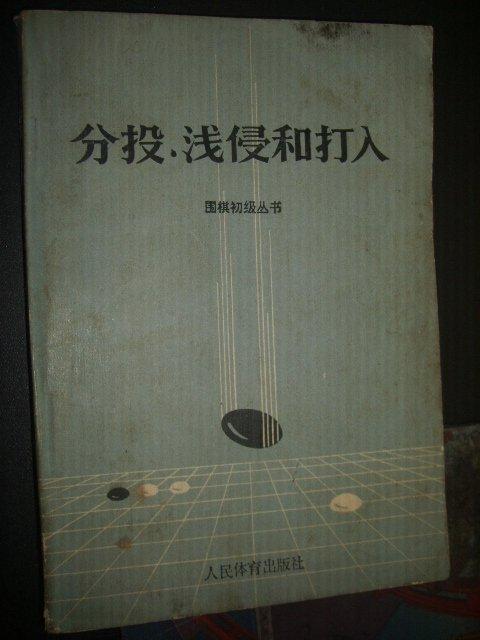 分投·浅侵和打入
围棋初级丛书
人民体育出版社